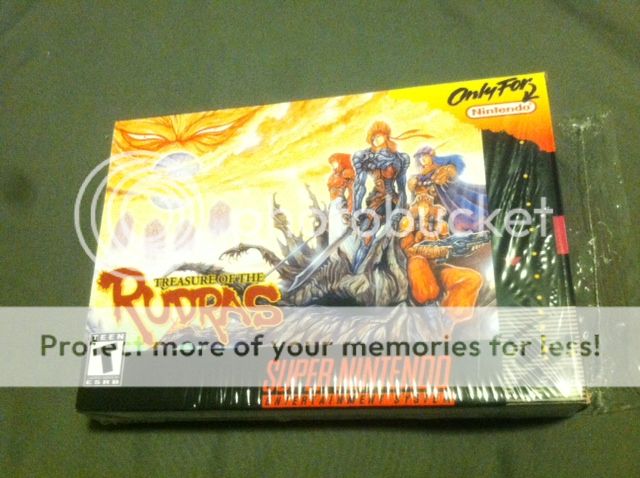 Only For
Nintendo
photobucket
TREASURE OF THE
RUDRAS
Protect more of your memories for less!
TEEN
T
ESRB
SUPER NINTENDO
ENTERTAINMENT SYSTEM